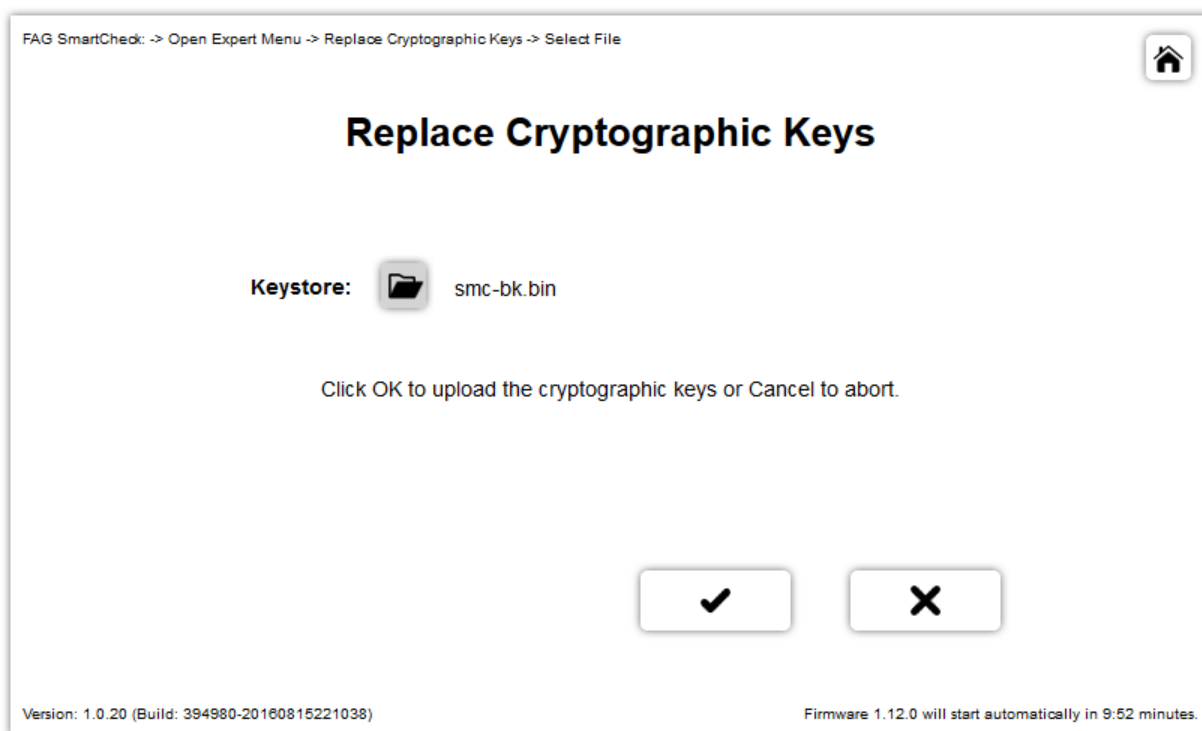 FAG SmartCheck: -> Open Expert Menu -> Replace Cryptographic Keys -> Select File
Replace Cryptographic Keys
Keystore: smc-bk.bin
Click OK to upload the cryptographic keys or Cancel to abort.
Version: 1.0.20 (Build: 394980-20160815221038)
Firmware 1.12.0 will start automatically in 9:52 minutes.